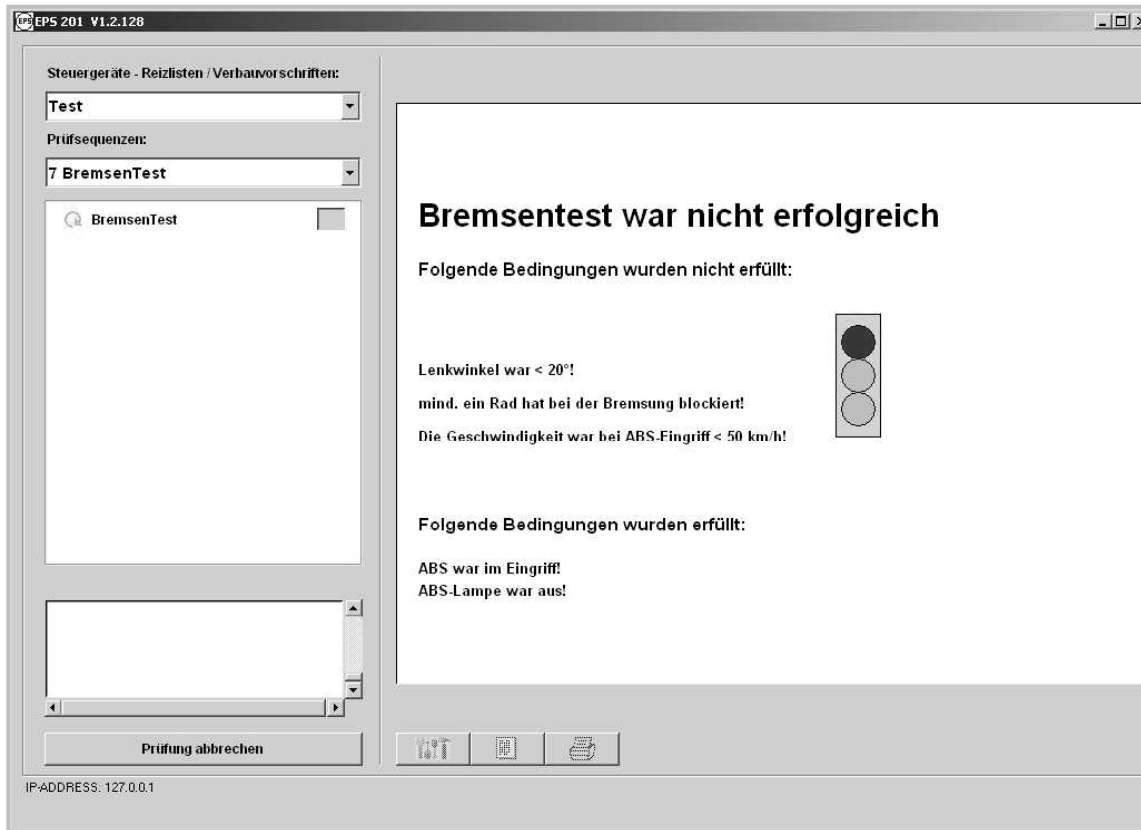 EPS EPS 201 V1.2.128
Steuergeräte - Reizlisten / Verbauvorschriften:
Test
Prüfsequenzen:
7 BremsenTest
BremsenTest
Prüfung abbrechen
Bremsentest war nicht erfolgreich
Folgende Bedingungen wurden nicht erfüllt:
Lenkwinkel war < 20°!
mind. ein Rad hat bei der Bremsung blockiert!
Die Geschwindigkeit war bei ABS-Eingriff < 50 km/h!
Folgende Bedingungen wurden erfüllt:
ABS war im Eingriff!
ABS-Lampe war aus!
IP-ADDRESS: 127.0.0.1